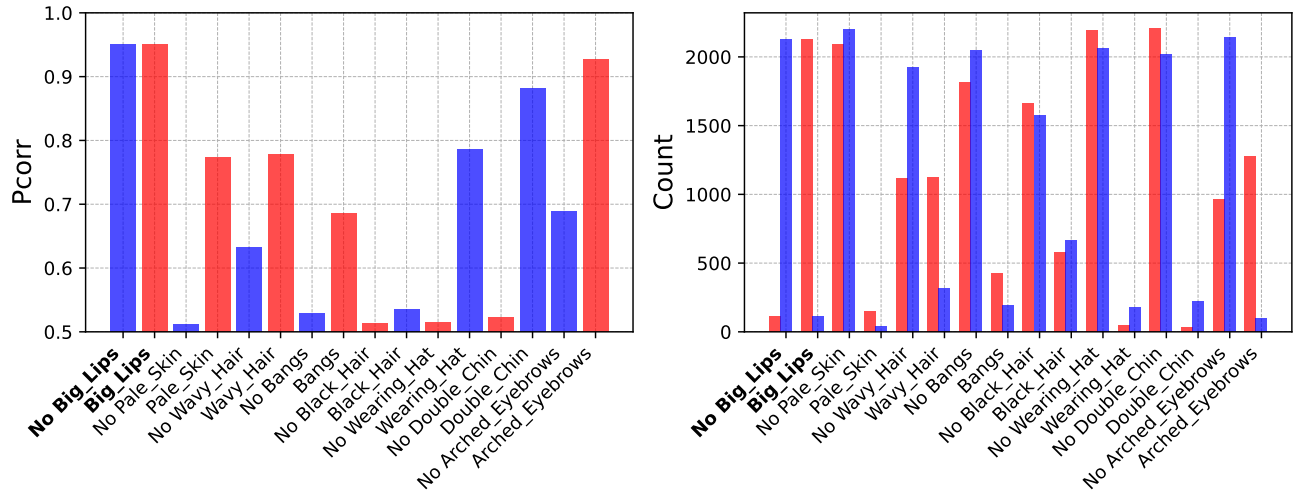 Pcorr
1.0
0.9
0.8
0.7
0.6
0.5
No Big_Lips
Big_Lips
No Pale_Skin
Pale_Skin
No Wavy_Hair
Wavy_Hair
No Bangs
Bangs
No Black_Hair
Black_Hair
No Wearing_Hat
Wearing_Hat
No Double_Chin
Double_Chin
No Arched_Eyebrows
Arched_Eyebrows
Count
2000
1500
1000
500
0
No Big_Lips
Big_Lips
No Pale_Skin
Pale_Skin
No Wavy_Hair
Wavy_Hair
No Bangs
Bangs
No Black_Hair
Black_Hair
No Wearing_Hat
Wearing_Hat
No Double_Chin
Double_Chin
No Arched_Eyebrows
Arched_Eyebrows